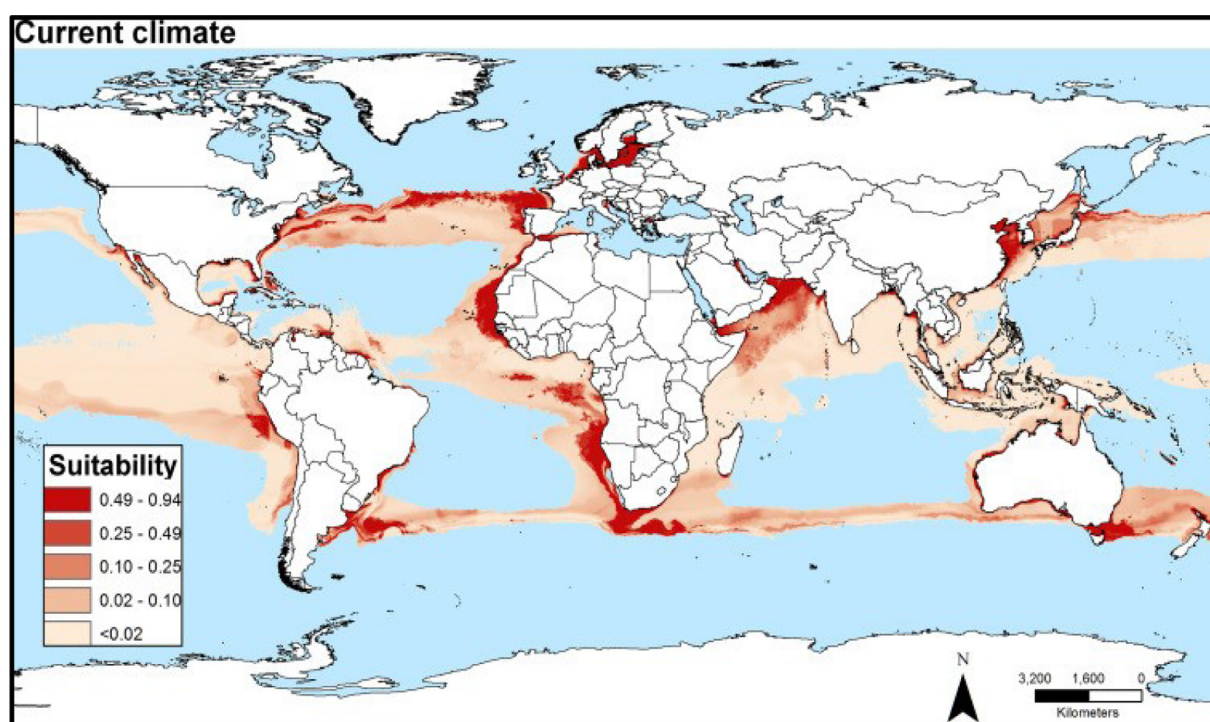 Current climate
Suitability
0.49 - 0.94
0.25 - 0.49
0.10 - 0.25
0.02 - 0.10
<0.02
N
3,200 1,600 0
Kilometers